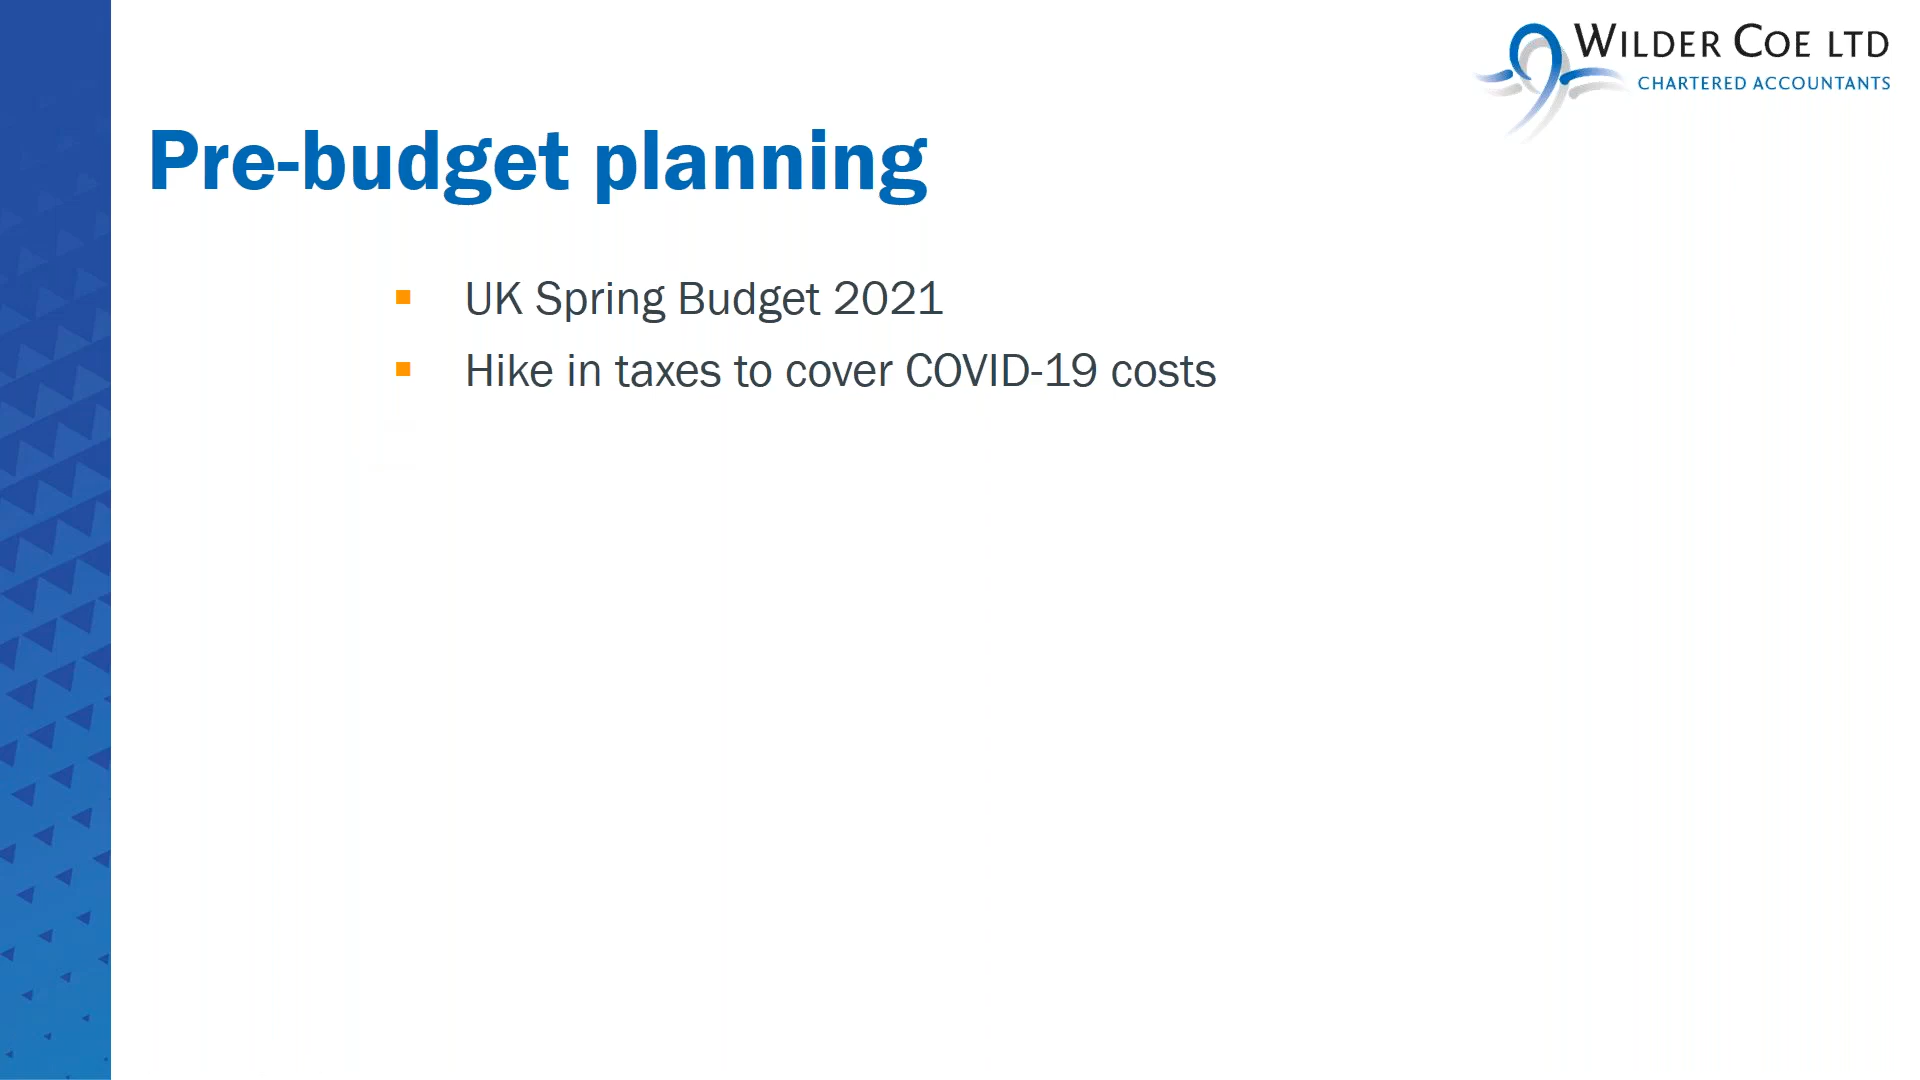 WILDER COE LTD
CHARTERED ACCOUNTANTS
Pre-budget planning
UK Spring Budget 2021
Hike in taxes to cover COVID-19 costs